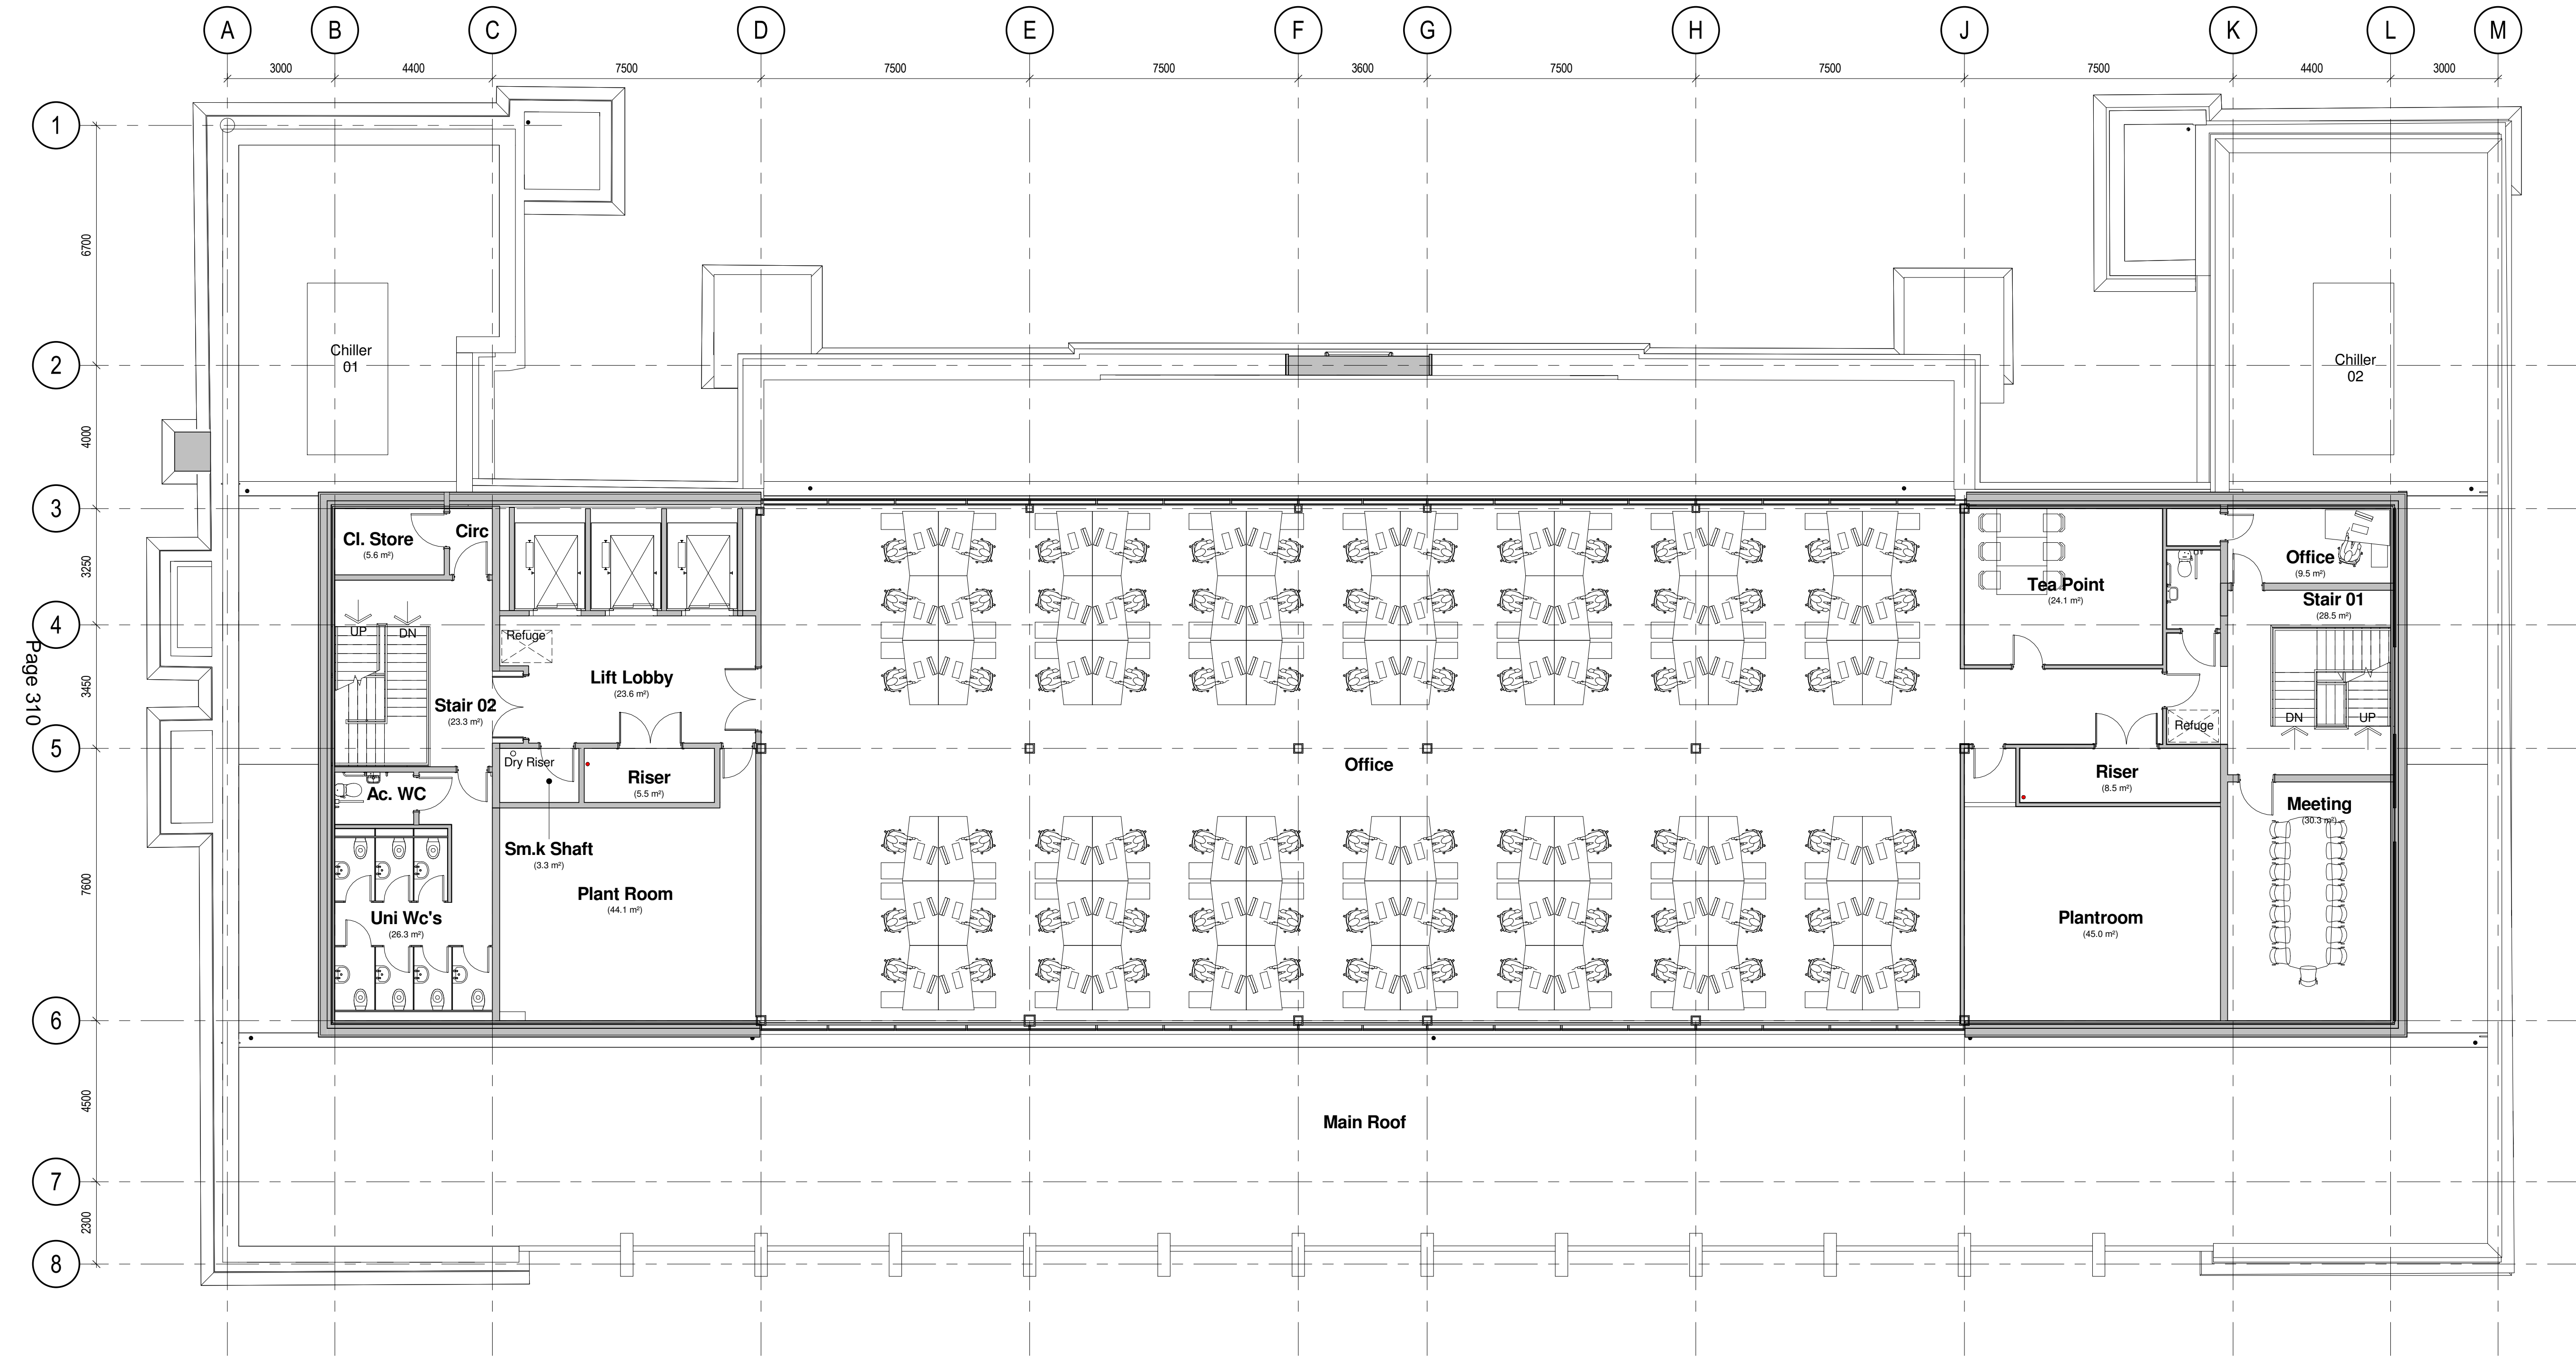 A B C D E F G H J K L M
3000 4400 7500 7500 7500 3600 7500 7500 7500 4400 3000
1
6700
2
Chiller
01
Chiller
02
4000
3
Cl. Store
(5.6 m²)
Circ
3250
Office
(9.5 m²)
Tea Point
(24.1 m²)
Stair 01
(28.5 m²)
4
UP DN
Refuge
Page 310
3450
Lift Lobby
(23.6 m²)
Stair 02
(23.3 m²)
Refuge
DN UP
5
Dry Riser
Riser
(5.5 m²)
Office
Riser
(8.5 m²)
Ac. WC
Meeting
(30.3 m²)
Sm.k Shaft
(3.3 m²)
7600
Plant Room
(44.1 m²)
Uni Wc's
(26.3 m²)
Plantroom
(45.0 m²)
6
4500
Main Roof
7
2300
8